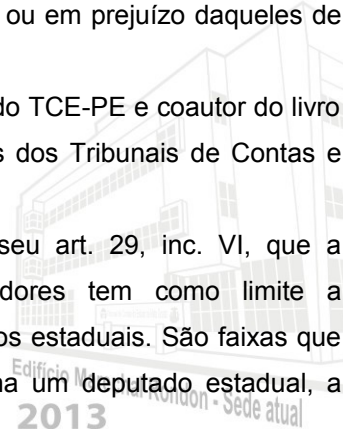 ou em prejuízo daqueles de
do TCE-PE e coautor do livro
s dos Tribunais de Contas e
seu art. 29, inc. VI, que a
dores tem como limite a
os estaduais. São faixas que
na um deputado estadual, a
Edifício Ma Rondon - Sede atual
2013